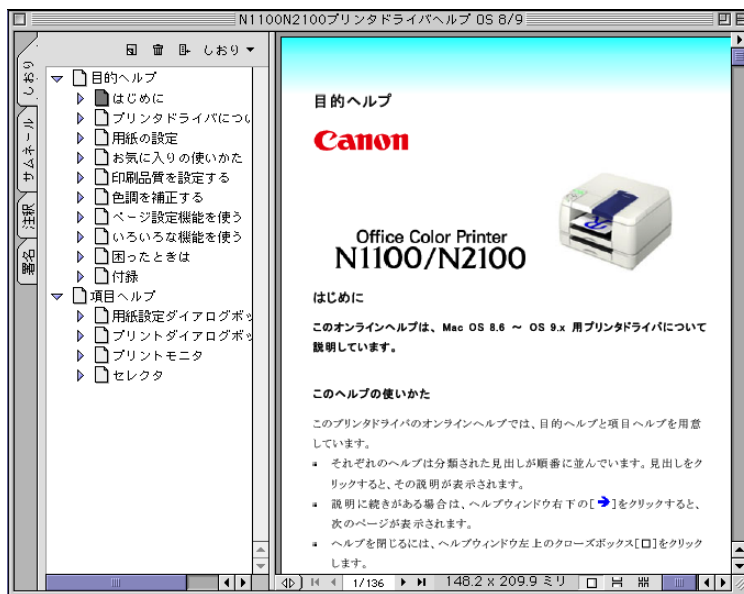 N1100N2100プリンタドライバヘルプ OS 8/9
しおり
サムネール
注釈
署名
しおり
目的ヘルプ
はじめに
プリンタドライバにつ
用紙の設定
お気に入りの使いかた
印刷品質を設定する
色調を補正する
ページ設定機能を使う
いろいろな機能を使う
困ったときは
付録
項目ヘルプ
用紙設定ダイアログボッ
プリントダイアログボッ
プリントモニタ
セレクタ
目的ヘルプ
Canon
Office Color Printer
N1100/N2100
はじめに
このオンラインヘルプは、Mac OS 8.6 ～ OS 9.x 用プリンタドライバについて
説明しています。
このヘルプの使いかた
このプリンタドライバのオンラインヘルプでは、目的ヘルプと項目ヘルプを用意
しています。
▪ それぞれのヘルプは分類された見出しが順番に並んでいます。見出しをク
リックすると、その説明が表示されます。
▪ 説明に続きがある場合は、ヘルプウィンドウ右下の[➔]をクリックすると、
次のページが表示されます。
▪ ヘルプを閉じるには、ヘルプウィンドウ左上のクローズボックス[□]をクリック
します。
1/136
148.2 x 209.9 ミリ